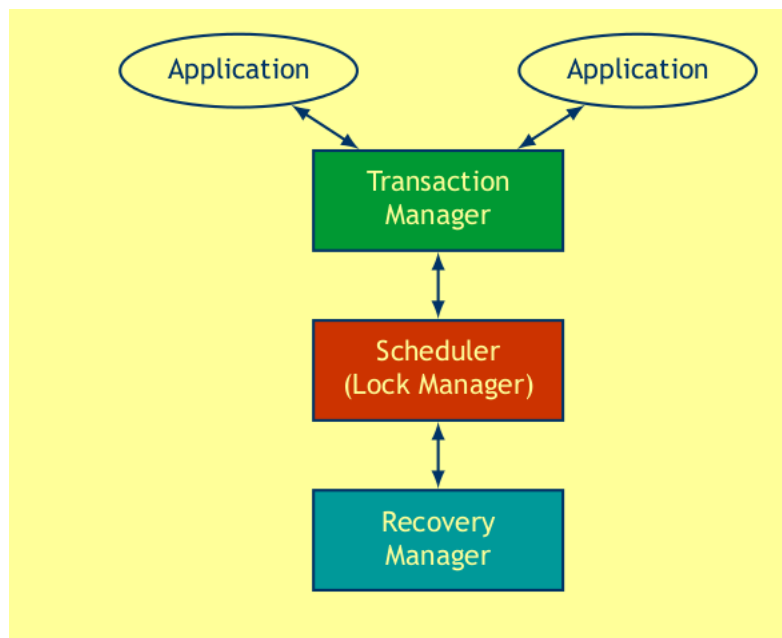 Application
Application
Transaction
Manager
Scheduler
(Lock Manager)
Recovery
Manager